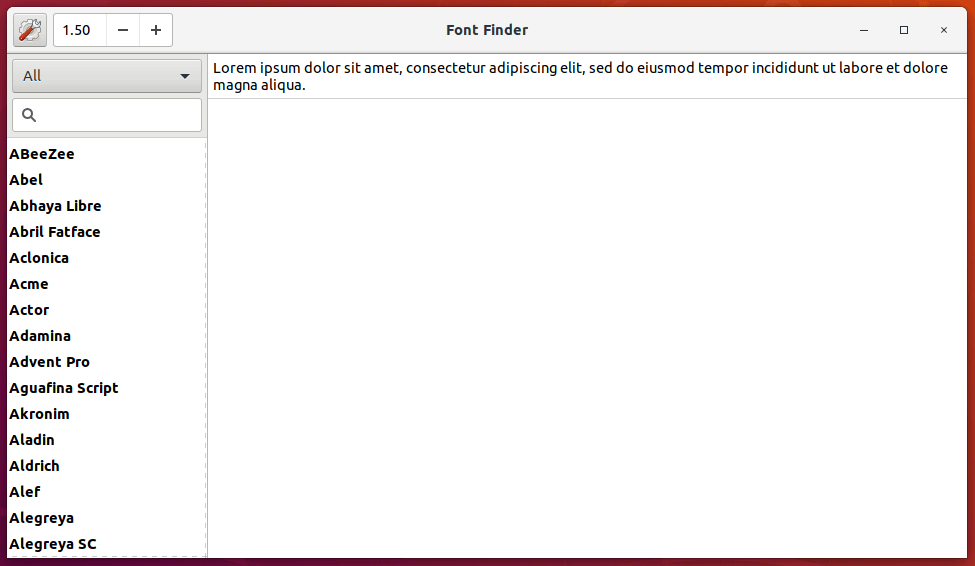 1.50
Font Finder
All
Lorem ipsum dolor sit amet, consectetur adipiscing elit, sed do eiusmod tempor incididunt ut labore et dolore
magna aliqua.
ABeeZee
Abel
Abhaya Libre
Abril Fatface
Aclonica
Acme
Actor
Adamina
Advent Pro
Aguafina Script
Akronim
Aladin
Aldrich
Alef
Alegreya
Alegreya SC